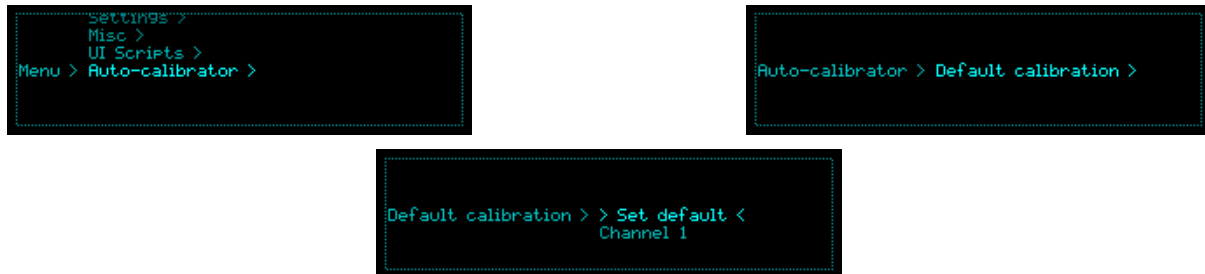 Settings >
Misc >
UI Scripts >
Menu > Auto-calibrator >
Auto-calibrator > Default calibration >
Default calibration > > Set default <
Channel 1